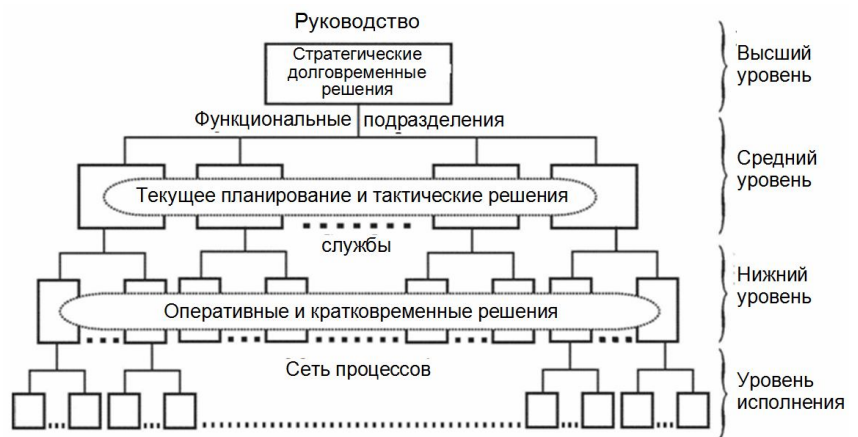 Руководство
Стратегические
долговременные
решения
Высший
уровень
Функциональные подразделения
Средний
уровень
Текущее планирование и тактические решения
службы
Нижний
уровень
Оперативные и кратковременные решения
Сеть процессов
Уровень
исполнения